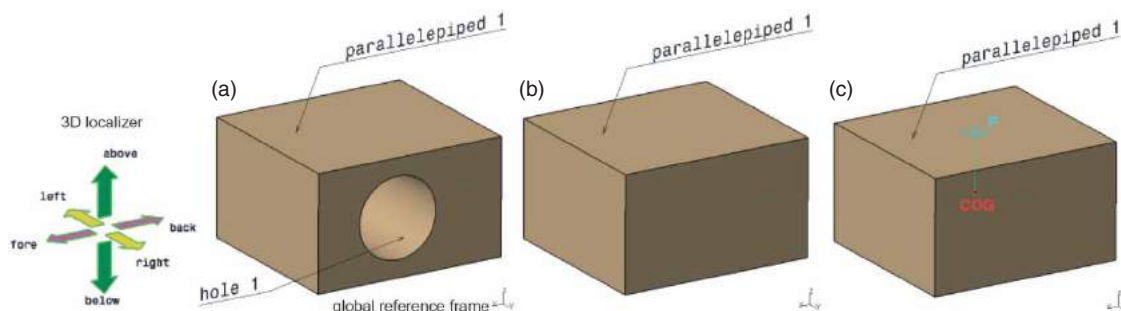 3D localizer
above
left
back
fore
right
below
(a)
parallelepiped 1
hole 1
global reference frame
(b)
parallelepiped 1
(c)
parallelepiped 1
COG